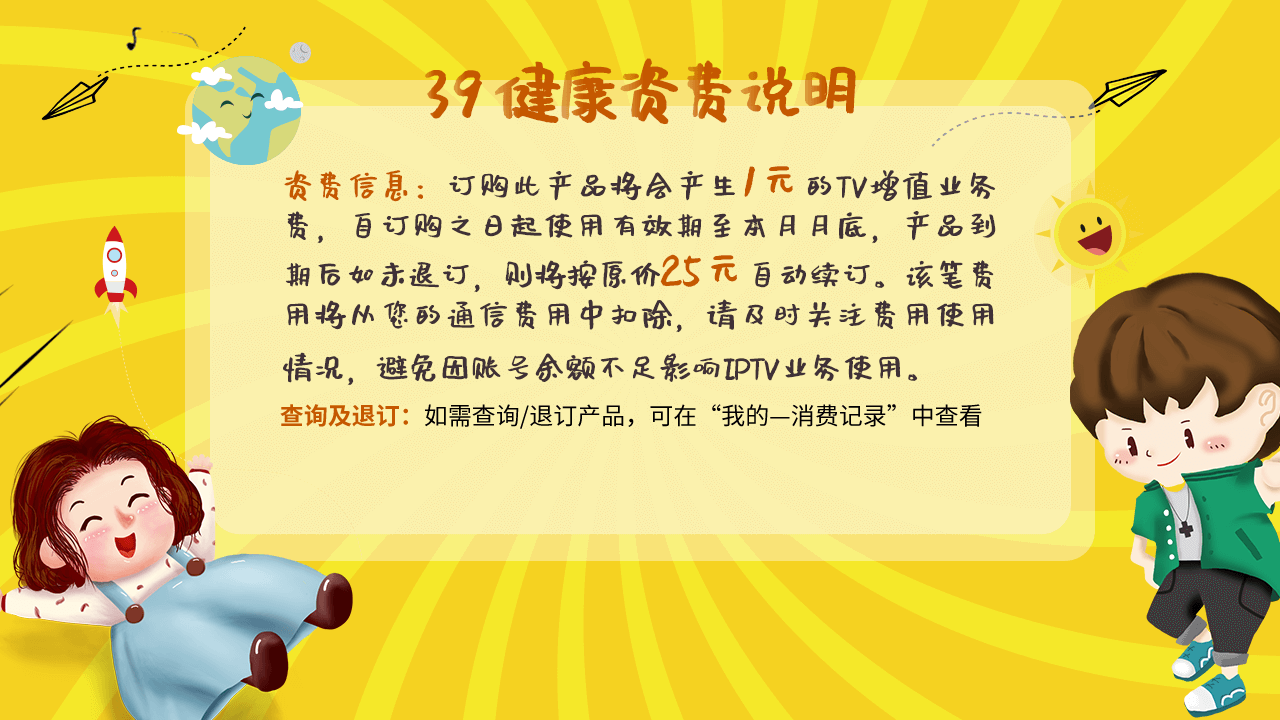 39健康资费说明
资费信息：订购此产品将会产生1元的TV增值业务
费，自订购之日起使用有效期至本月月底，产品到
期后如未退订，则将按原价25元自动续订。该笔费
用将从您的通信费用中扣除，请及时关注费用使用
情况，避免因账号余额不足影响IPTV业务使用。
查询及退订：如需查询/退订产品，可在“我的—消费记录”中查看